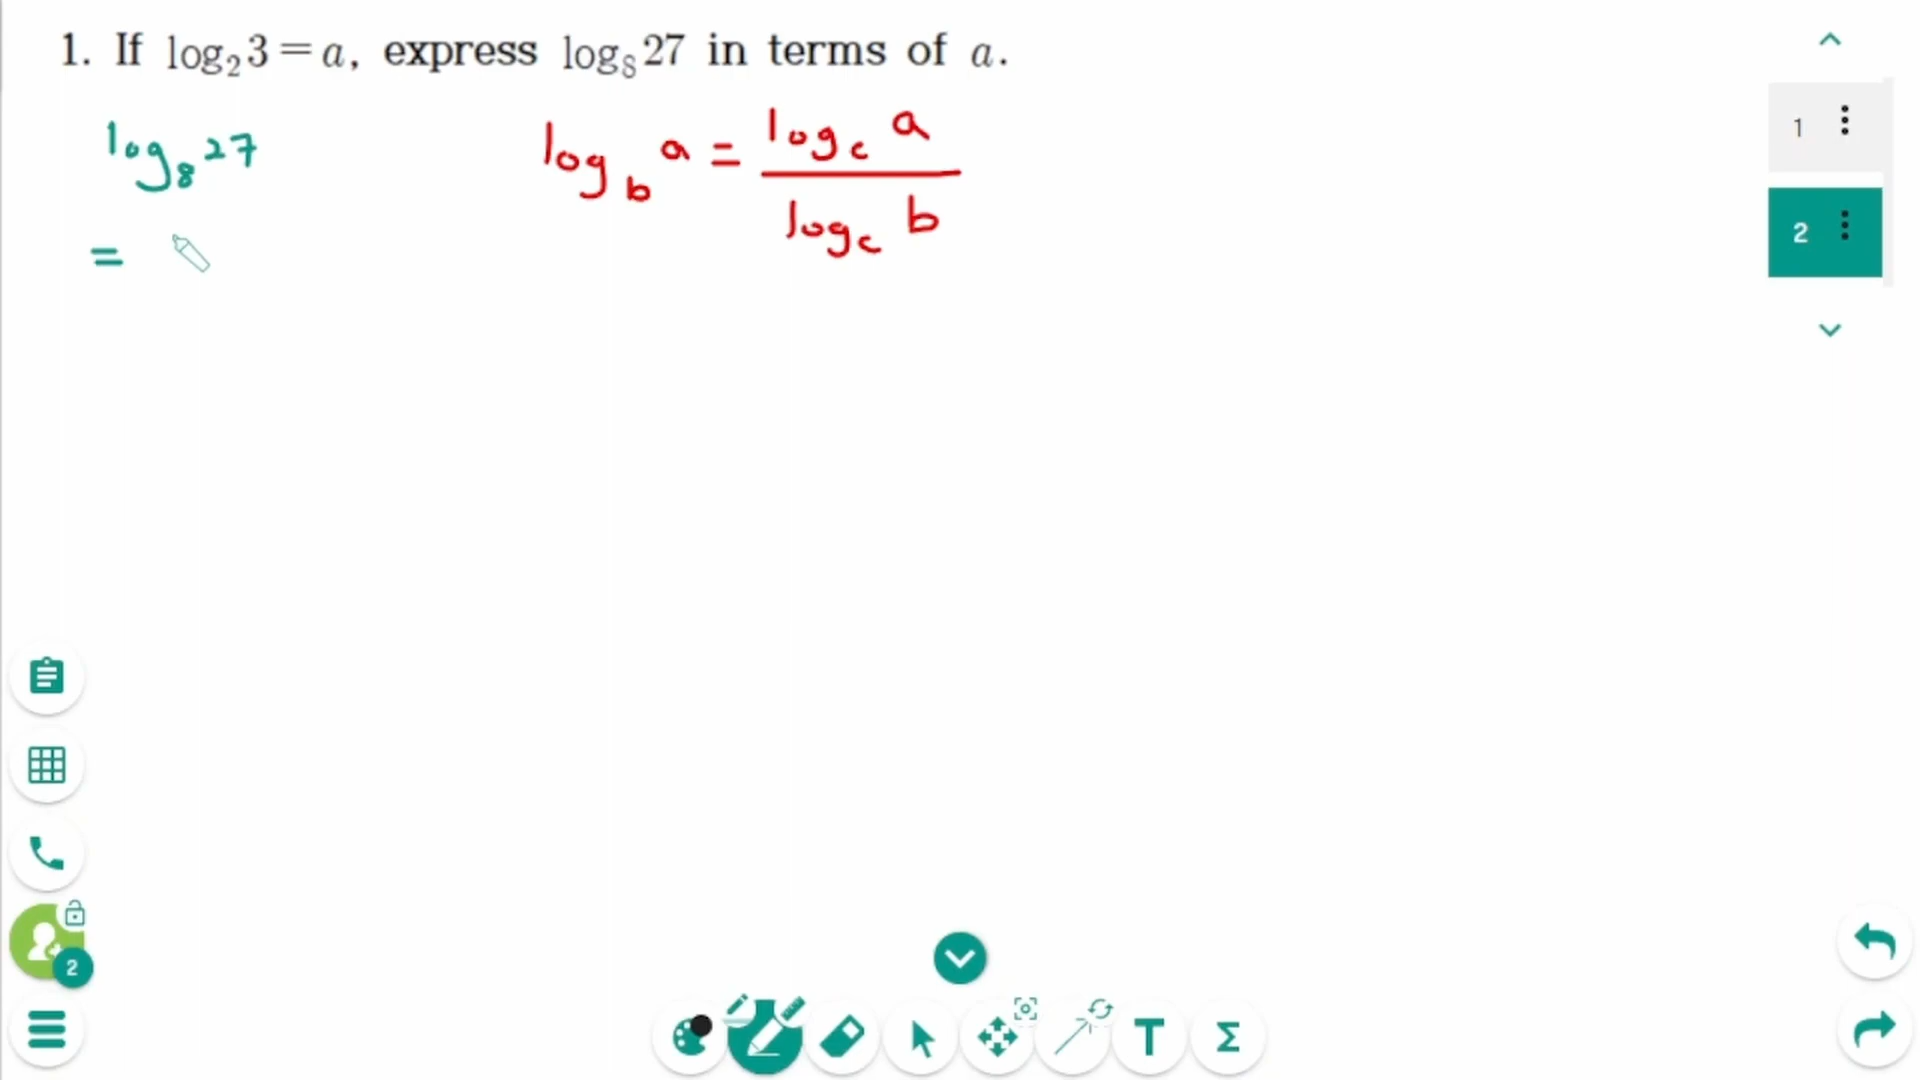 1. If log₂3 = a, express log₈27 in terms of a.
log₈27
=
log_b a = log_c a / log_c b
1
2
2
T
Σ